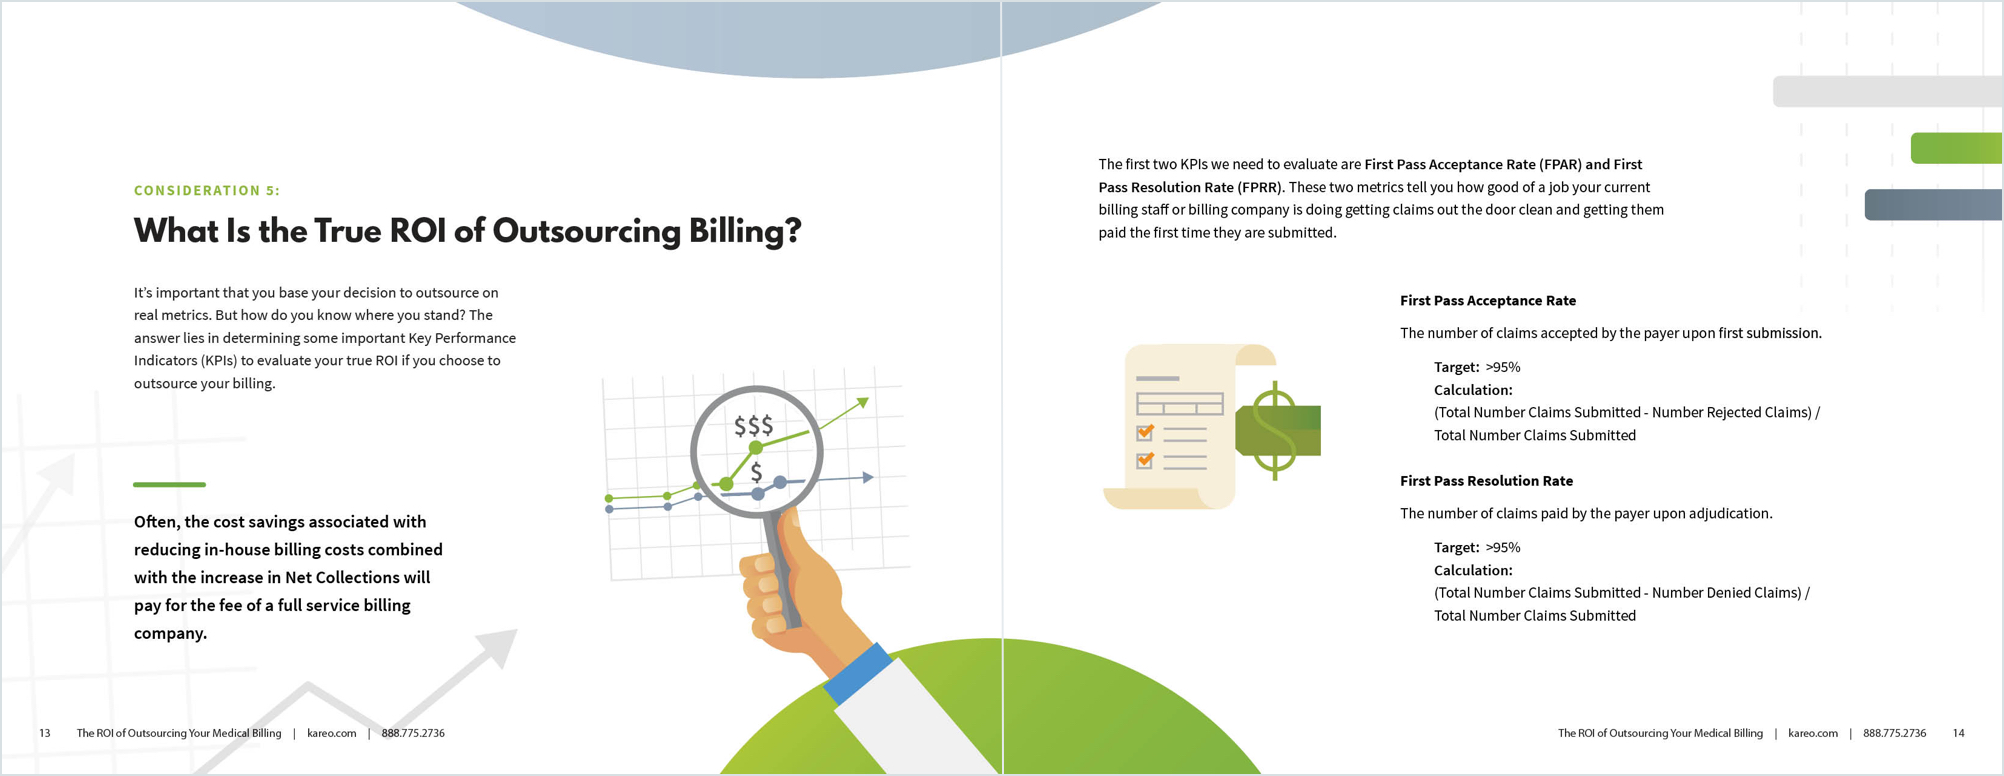 CONSIDERATION 5:
What Is the True ROI of Outsourcing Billing?
It’s important that you base your decision to outsource on
real metrics. But how do you know where you stand? The
answer lies in determining some important Key Performance
Indicators (KPIs) to evaluate your true ROI if you choose to
outsource your billing.
Often, the cost savings associated with
reducing in-house billing costs combined
with the increase in Net Collections will
pay for the fee of a full service billing
company.
$$$
$
13 The ROI of Outsourcing Your Medical Billing | kareo.com | 888.775.2736
The first two KPIs we need to evaluate are First Pass Acceptance Rate (FPAR) and First
Pass Resolution Rate (FPRR). These two metrics tell you how good of a job your current
billing staff or billing company is doing getting claims out the door clean and getting them
paid the first time they are submitted.
$
First Pass Acceptance Rate
The number of claims accepted by the payer upon first submission.
Target: >95%
Calculation:
(Total Number Claims Submitted - Number Rejected Claims) /
Total Number Claims Submitted
First Pass Resolution Rate
The number of claims paid by the payer upon adjudication.
Target: >95%
Calculation:
(Total Number Claims Submitted - Number Denied Claims) /
Total Number Claims Submitted
The ROI of Outsourcing Your Medical Billing | kareo.com | 888.775.2736 14